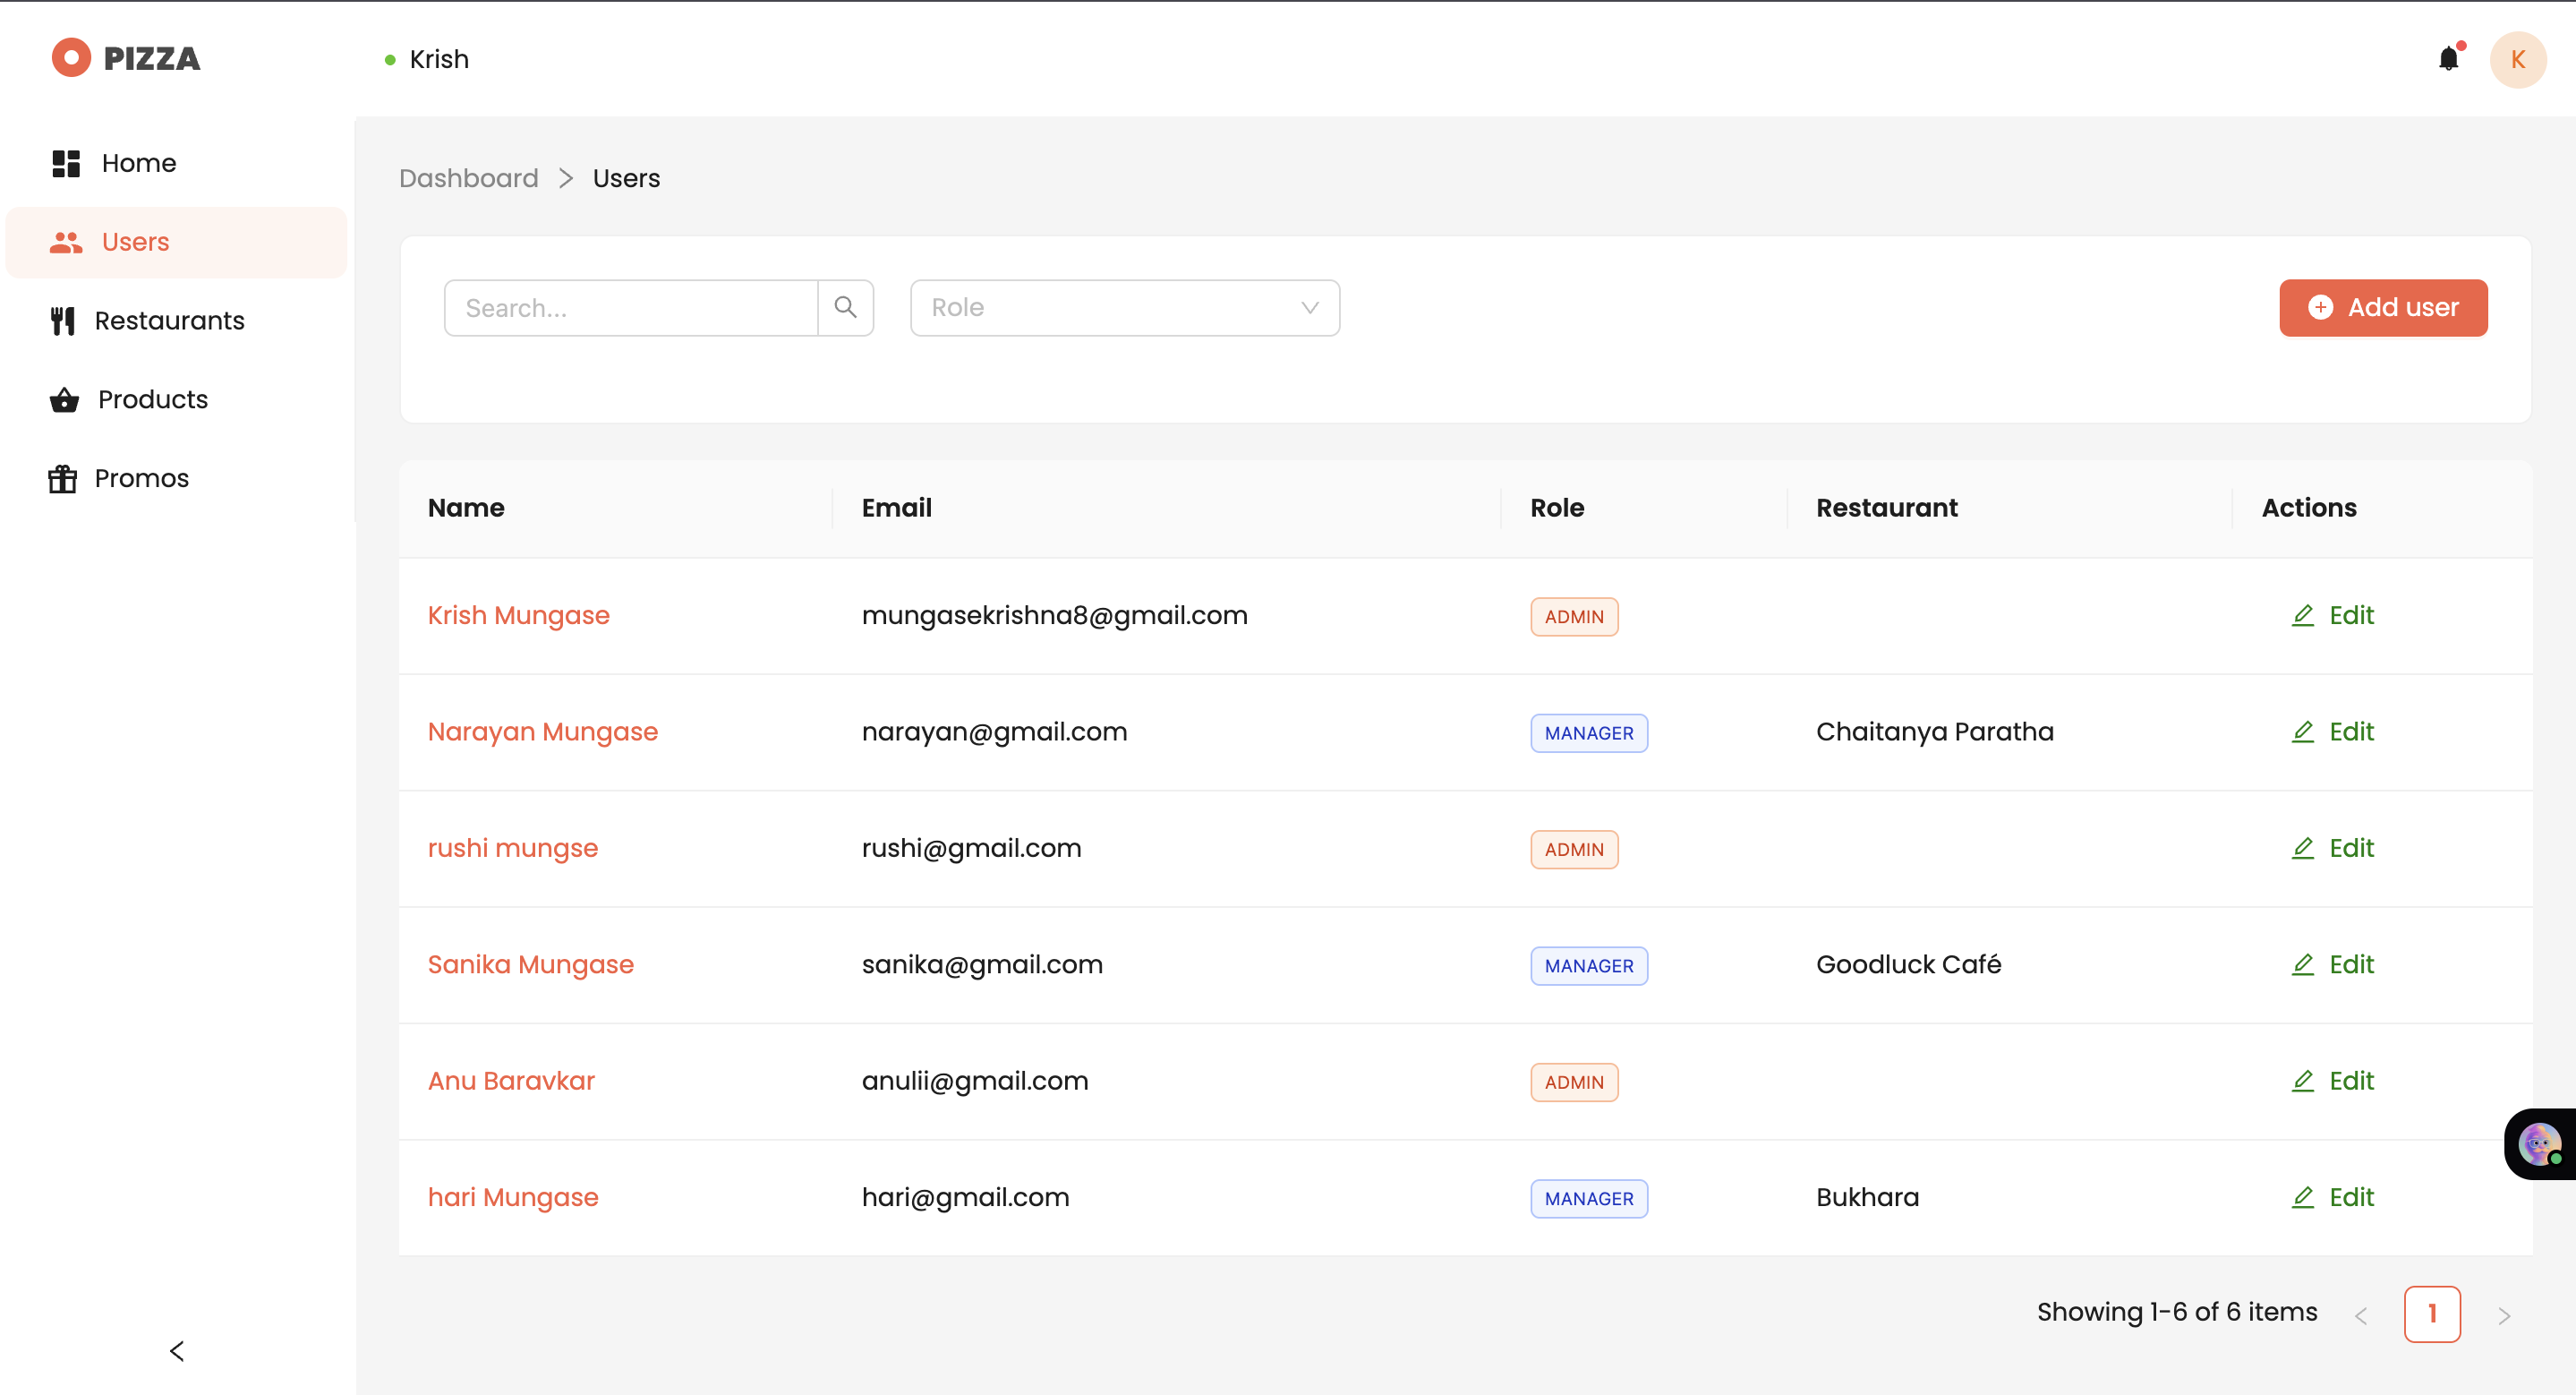 PIZZA
Krish
K
Home
Users
Restaurants
Products
Promos
Dashboard > Users
Search...
Role
Add user
Name Email Role Restaurant Actions
Krish Mungase mungasekrishna8@gmail.com ADMIN Edit
Narayan Mungase narayan@gmail.com MANAGER Chaitanya Paratha Edit
rushi mungse rushi@gmail.com ADMIN Edit
Sanika Mungase sanika@gmail.com MANAGER Goodluck Café Edit
Anu Baravkar anulii@gmail.com ADMIN Edit
hari Mungase hari@gmail.com MANAGER Bukhara Edit
Showing 1-6 of 6 items < 1 >